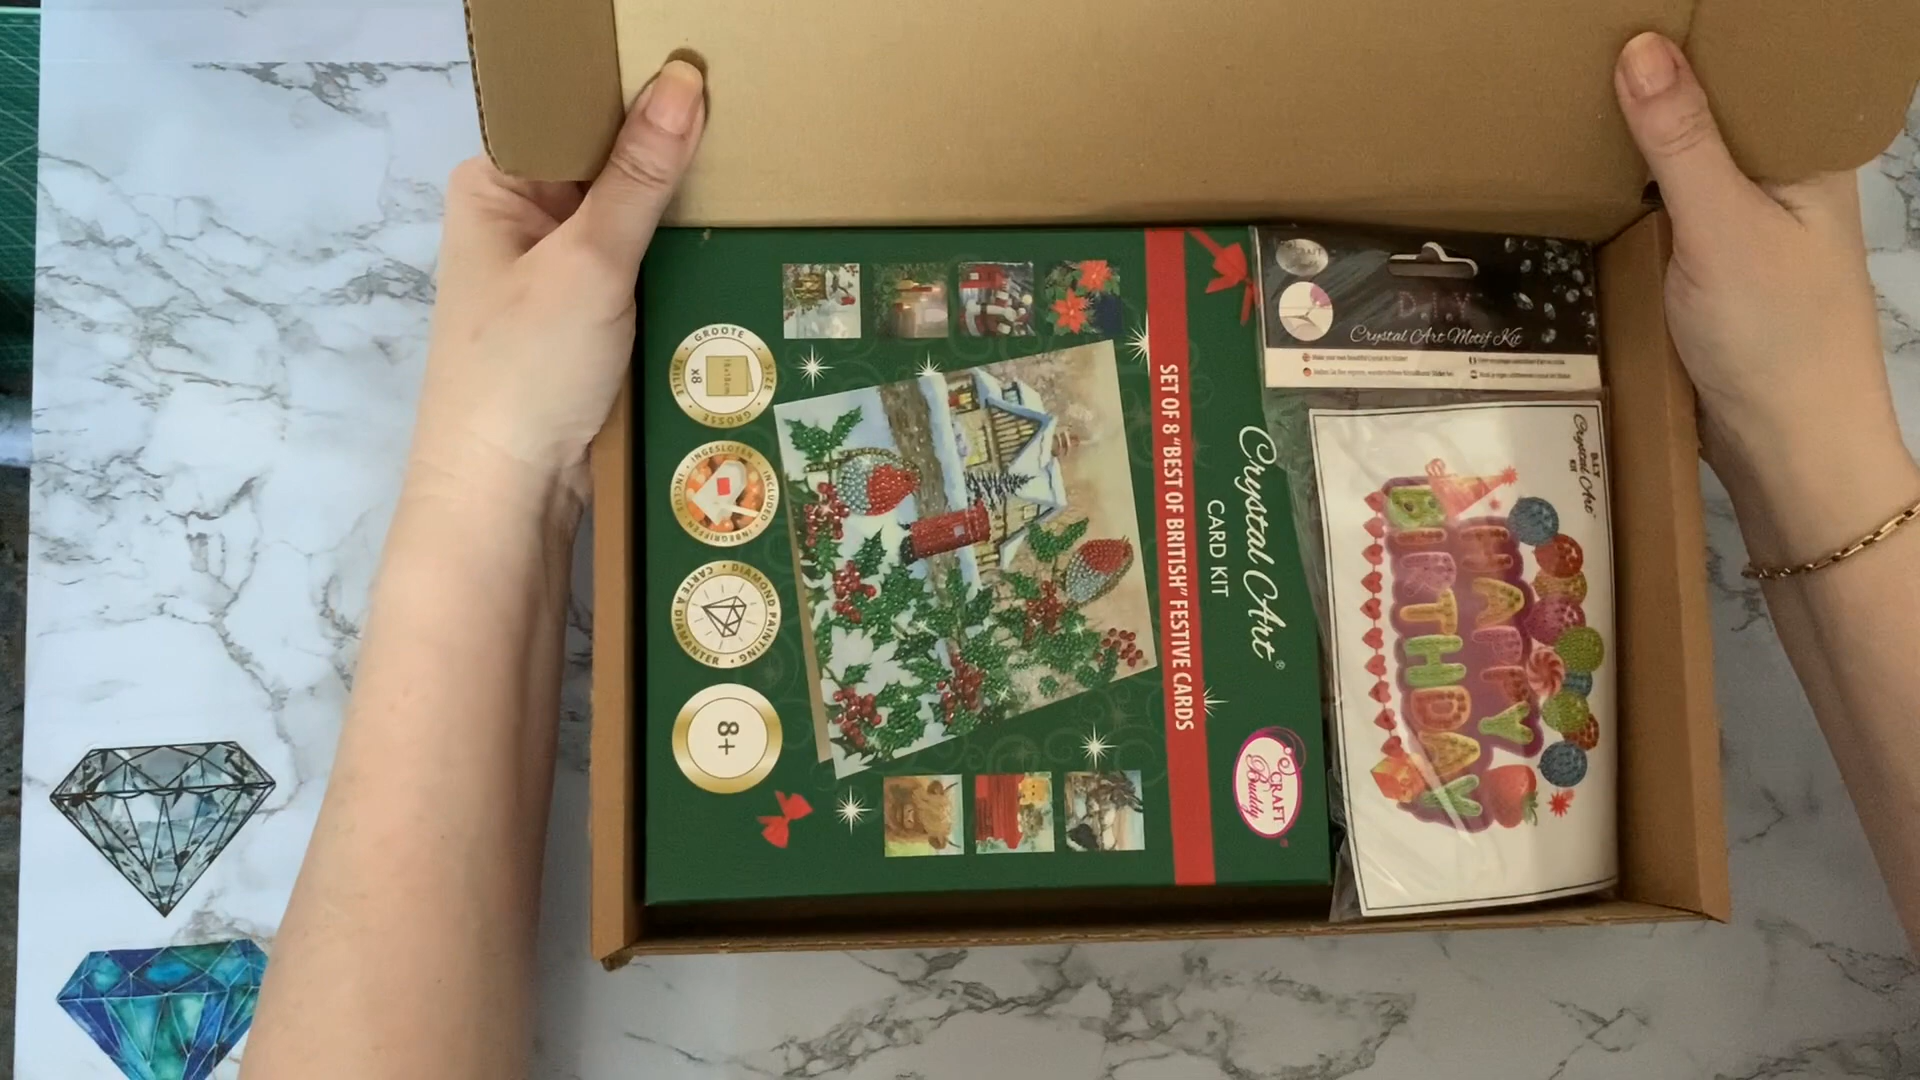 Crystal Art®
CARD KIT
SET OF 8 "BEST OF BRITISH" FESTIVE CARDS
CRAFT
Buddy
GROOTE • SIZE • GROSSE • TAILLE
x8
INGESLOTEN • INCLUDED • INBEGRIFFEN • INCLUS
DIAMOND PAINTING • CARTE A DIAMANTER •
8+
D.I.Y
Crystal Art Motif Kit
D.I.Y
Crystal Art
KIT
HAPPY
BIRTHDAY